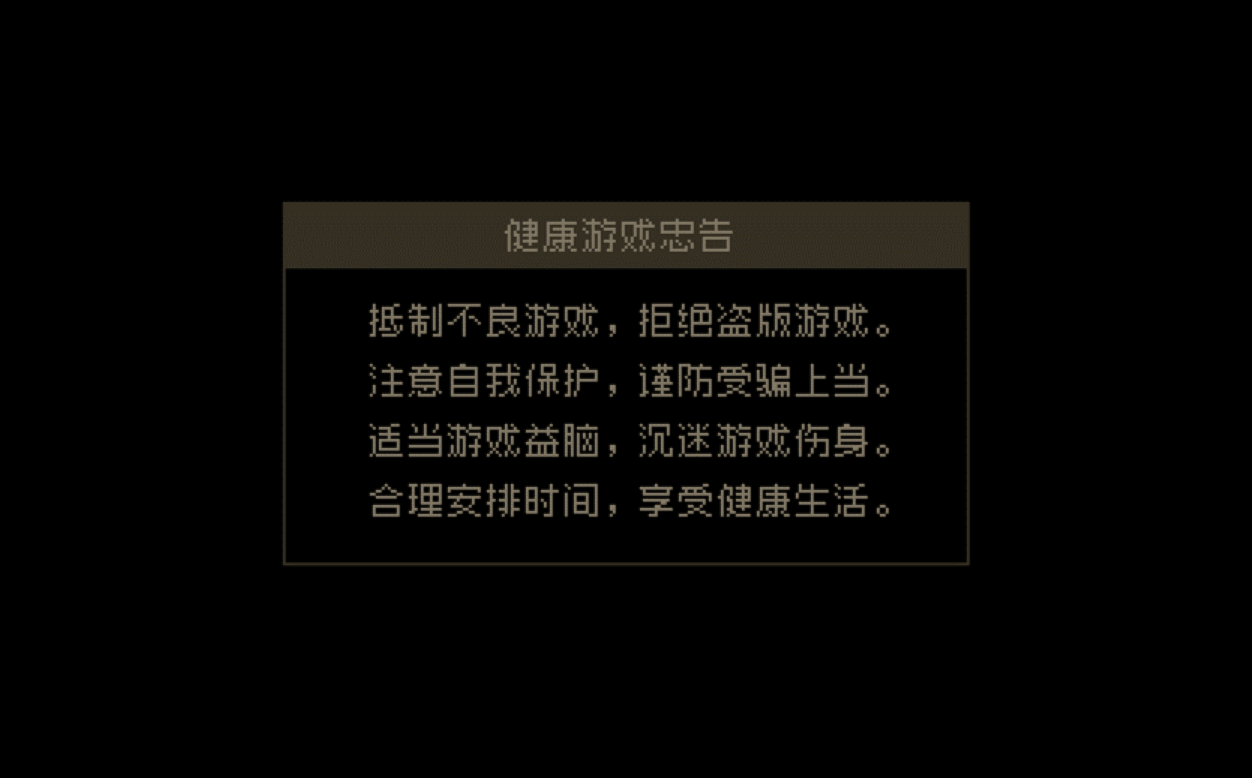 健康游戏忠告
抵制不良游戏，拒绝盗版游戏。
注意自我保护，谨防受骗上当。
适当游戏益脑，沉迷游戏伤身。
合理安排时间，享受健康生活。